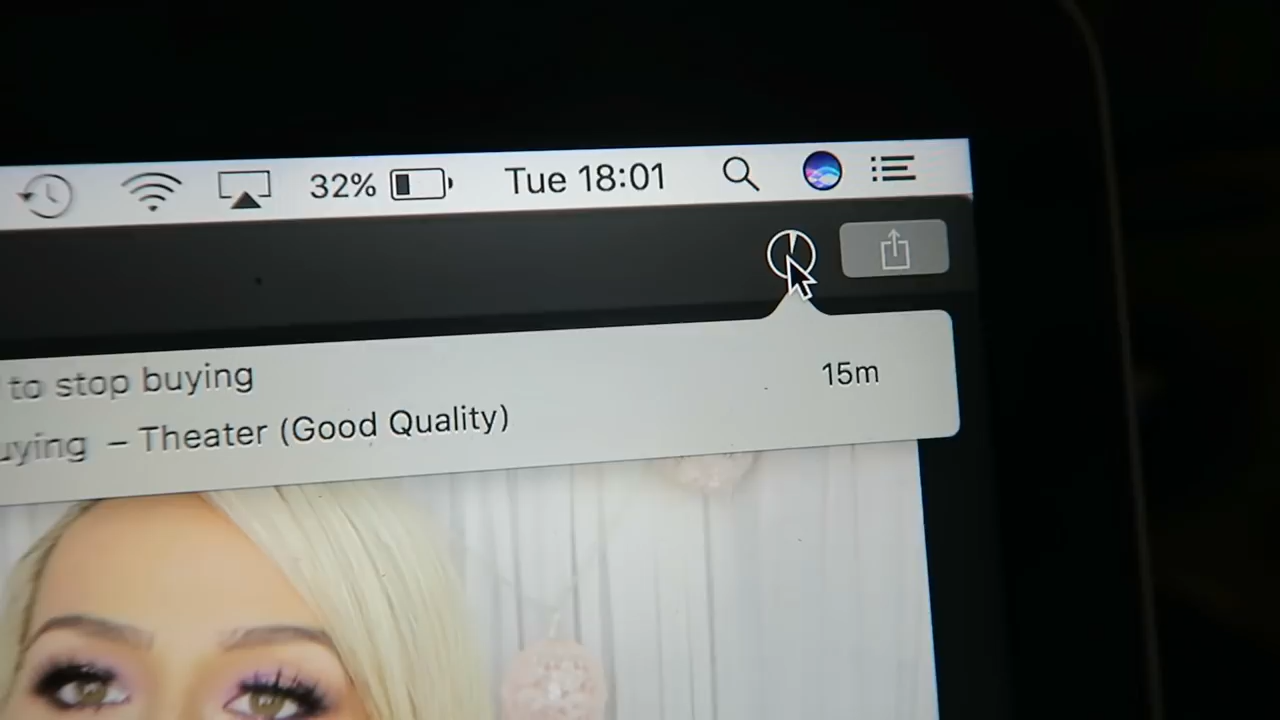 32%
Tue 18:01
to stop buying
15m
uying – Theater (Good Quality)